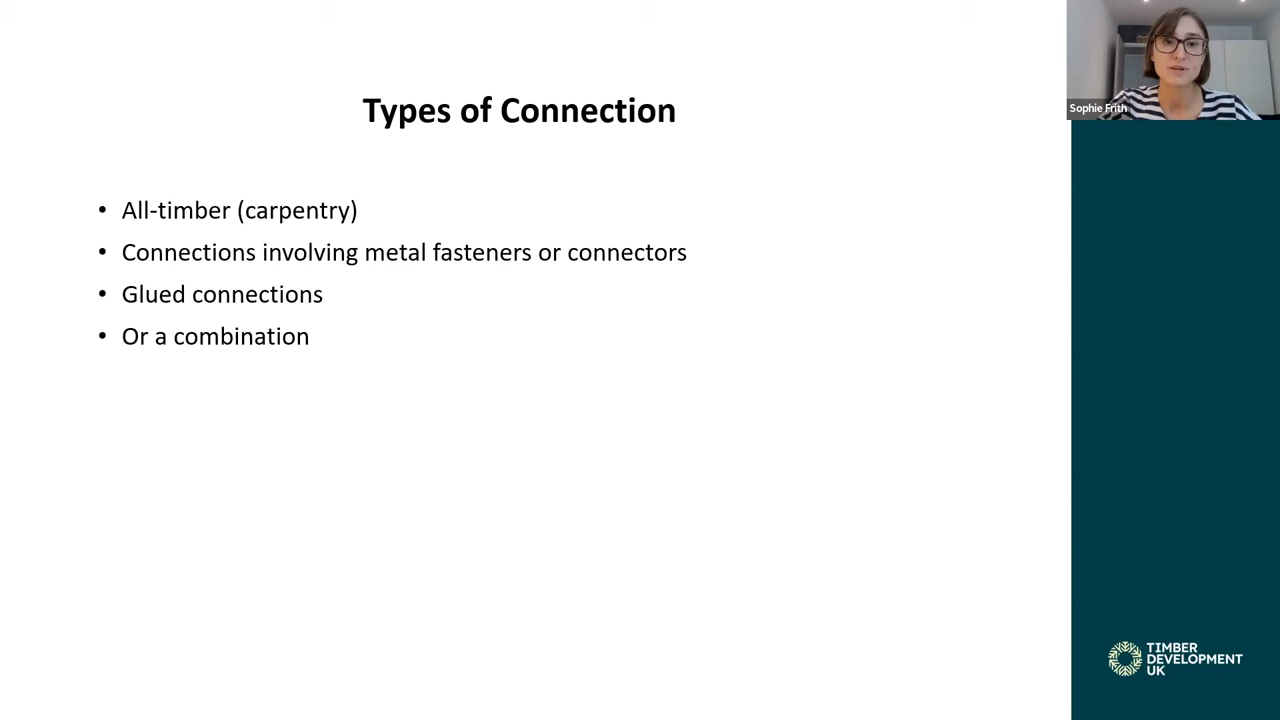 Types of Connection
• All-timber (carpentry)
• Connections involving metal fasteners or connectors
• Glued connections
• Or a combination
Sophie Frith
TIMBER
DEVELOPMENT
UK